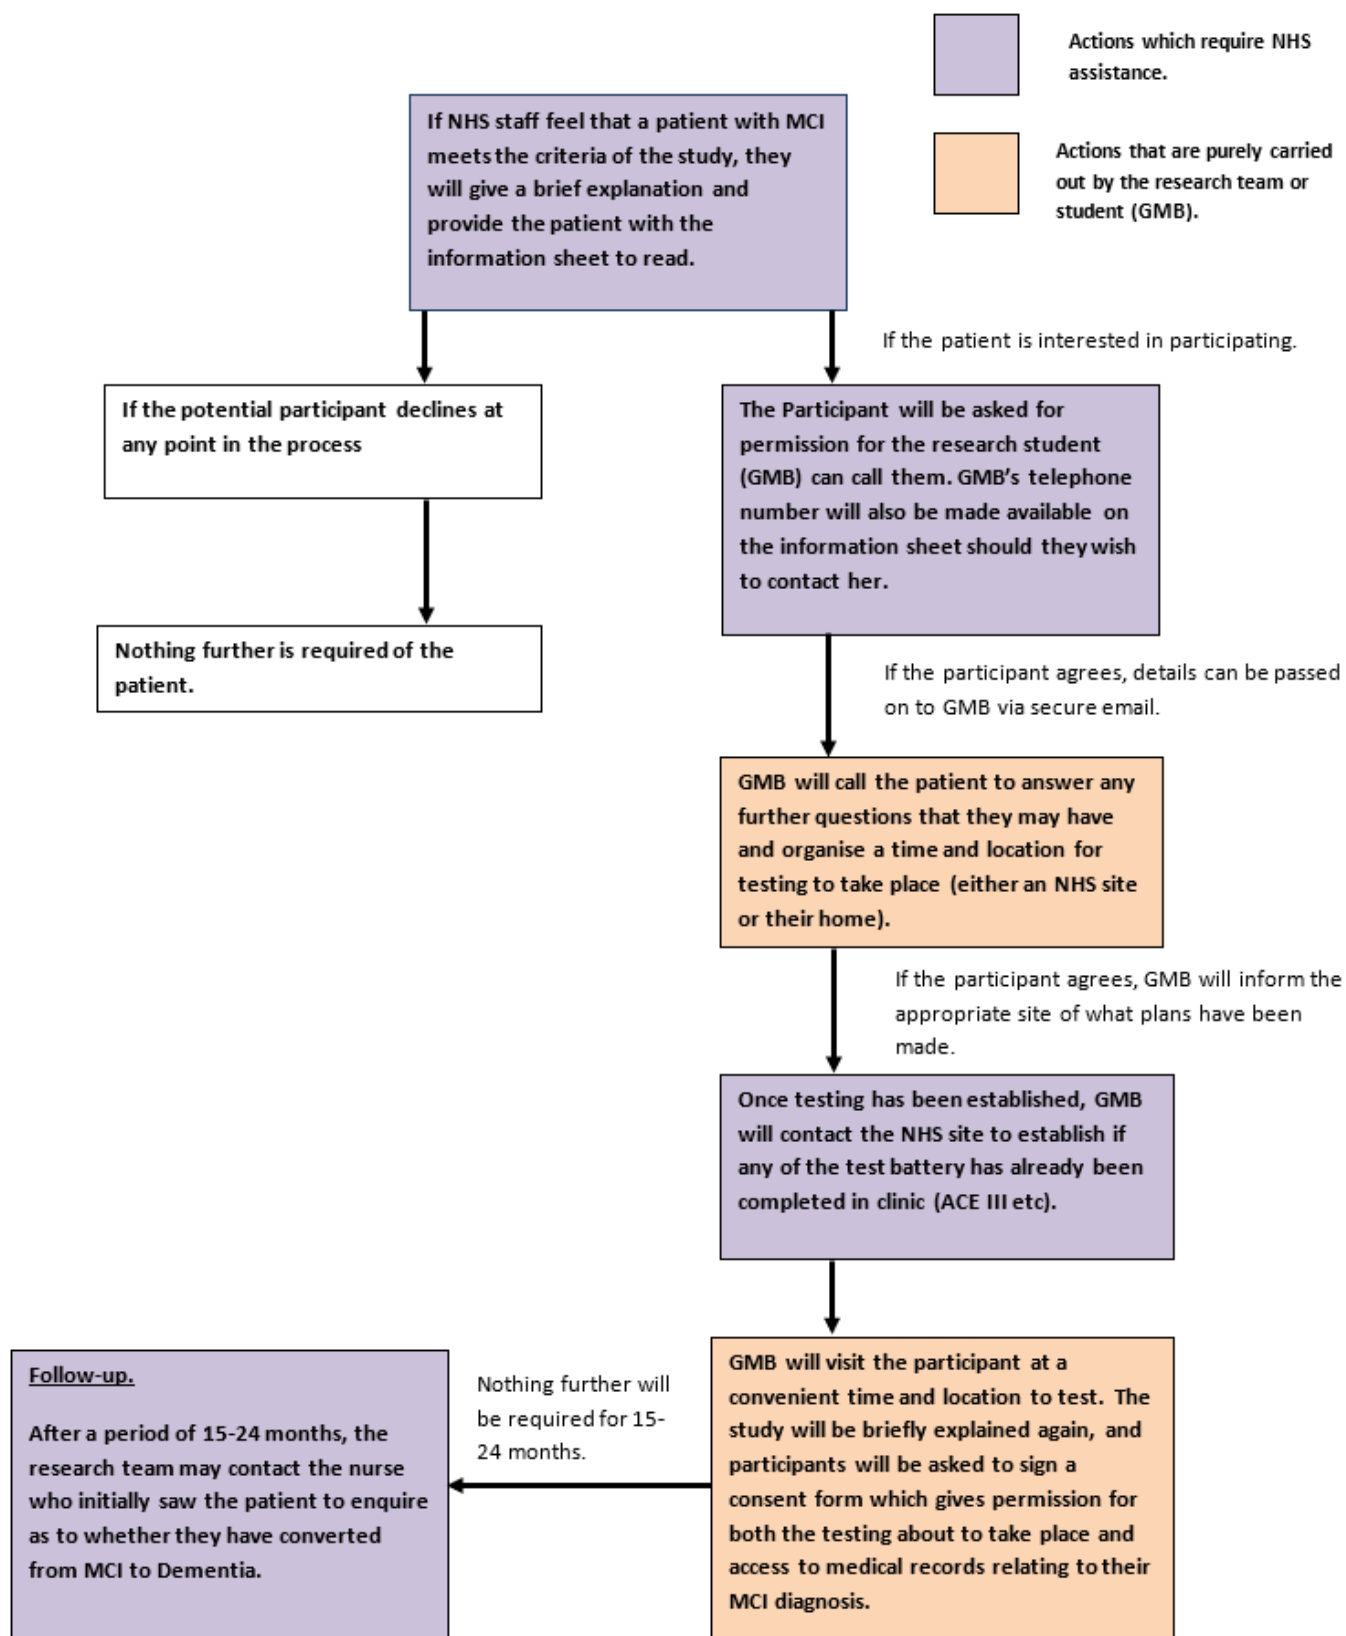 Actions which require NHS
assistance.
Actions that are purely carried
out by the research team or
student (GMB).
If NHS staff feel that a patient with MCI
meets the criteria of the study, they
will give a brief explanation and
provide the patient with the
information sheet to read.
If the patient is interested in participating.
If the potential participant declines at
any point in the process
The Participant will be asked for
permission for the research student
(GMB) can call them. GMB's telephone
number will also be made available on
the information sheet should they wish
to contact her.
Nothing further is required of the
patient.
If the participant agrees, details can be passed
on to GMB via secure email.
GMB will call the patient to answer any
further questions that they may have
and organise a time and location for
testing to take place (either an NHS site
or their home).
If the participant agrees, GMB will inform the
appropriate site of what plans have been
made.
Once testing has been established, GMB
will contact the NHS site to establish if
any of the test battery has already been
completed in clinic (ACE III etc).
GMB will visit the participant at a
convenient time and location to test. The
study will be briefly explained again, and
participants will be asked to sign a
consent form which gives permission for
both the testing about to take place and
access to medical records relating to their
MCI diagnosis.
Nothing further will
be required for 15-
24 months.
Follow-up.
After a period of 15-24 months, the
research team may contact the nurse
who initially saw the patient to enquire
as to whether they have converted
from MCI to Dementia.